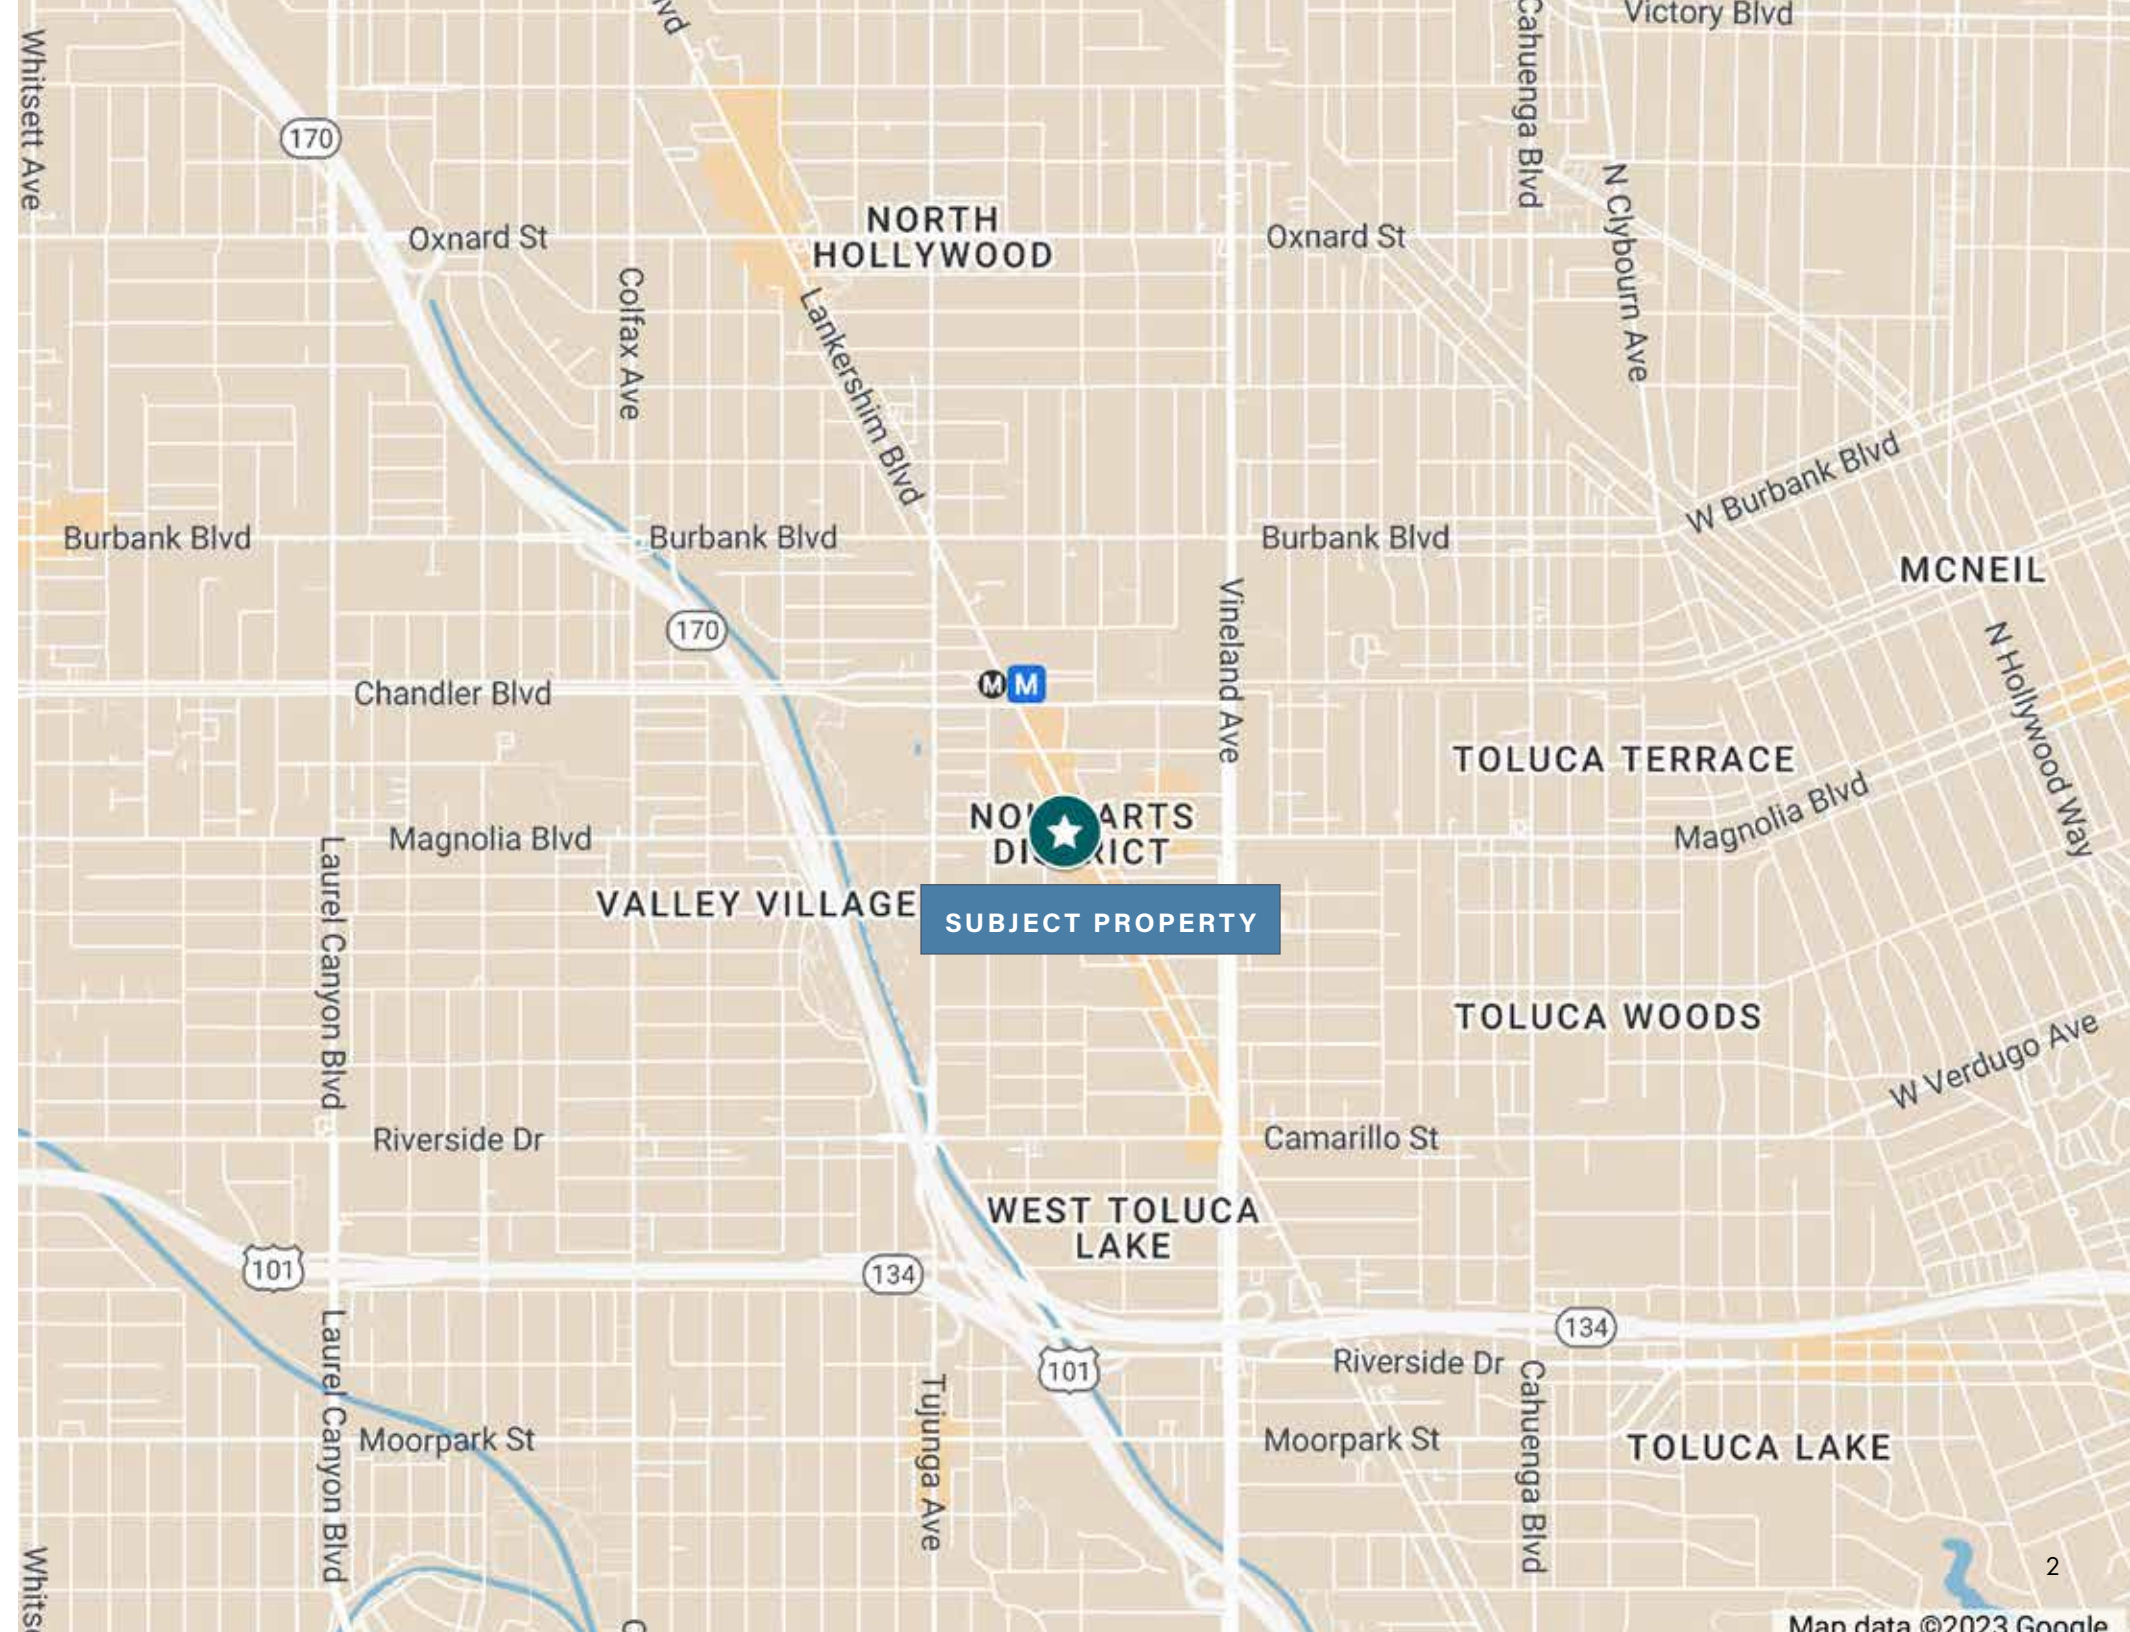 Victory Blvd
Cahuenga Blvd
Whitsett Ave
170
N Clybourn Ave
NORTH
HOLLYWOOD
Oxnard St
Oxnard St
Colfax Ave
Lankershim Blvd
W Burbank Blvd
Burbank Blvd
Burbank Blvd
Burbank Blvd
MCNEIL
Vineland Ave
170
N Hollywood Way
Chandler Blvd
M M
TOLUCA TERRACE
Magnolia Blvd
ARTS
Magnolia Blvd
Laurel Canyon Blvd
VALLEY VILLAGE
SUBJECT PROPERTY
TOLUCA WOODS
W Verdugo Ave
Riverside Dr
Camarillo St
WEST TOLUCA
LAKE
101
134
134
Laurel Canyon Blvd
101
Riverside Dr
Cahuenga Blvd
Tujunga Ave
Moorpark St
Moorpark St
TOLUCA LAKE
2
Map data ©2023 Google